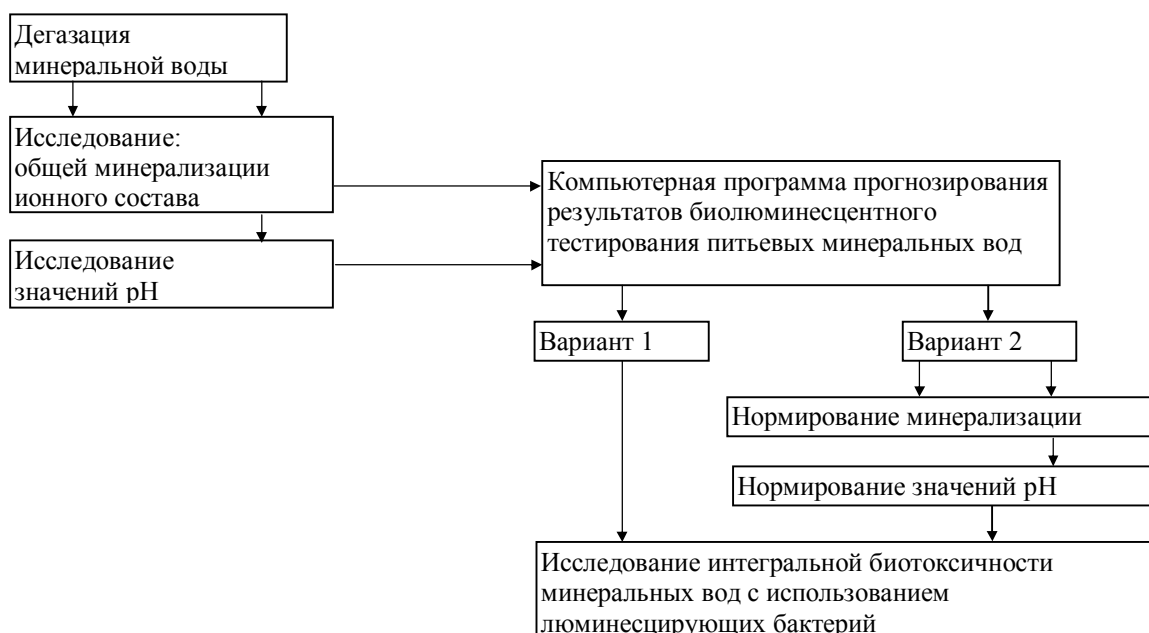 Дегазация
минеральной воды
Исследование:
общей минерализации
ионного состава
Исследование
значений pH
Компьютерная программа прогнозирования
результатов биолюминесцентного
тестирования питьевых минеральных вод
Вариант 1
Вариант 2
Нормирование минерализации
Нормирование значений pH
Исследование интегральной биотоксичности
минеральных вод с использованием
люминесцирующих бактерий